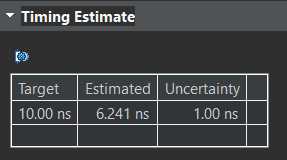 Timing Estimate
Target Estimated Uncertainty
10.00 ns 6.241 ns 1.00 ns